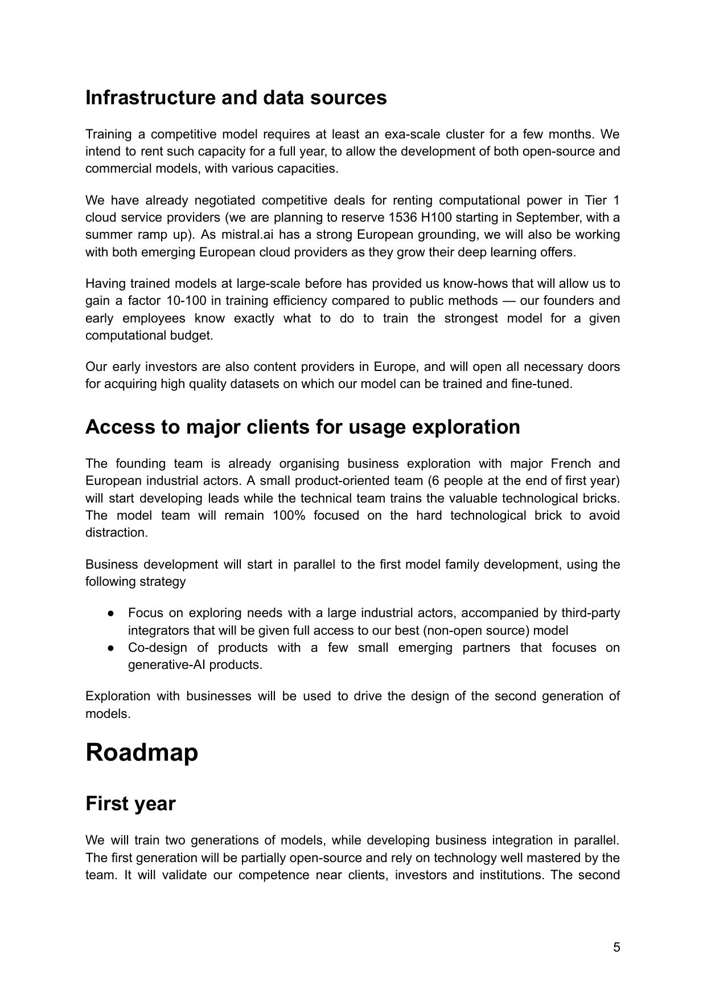 Infrastructure and data sources
Training a competitive model requires at least an exa-scale cluster for a few months. We
intend to rent such capacity for a full year, to allow the development of both open-source and
commercial models, with various capacities.
We have already negotiated competitive deals for renting computational power in Tier 1
cloud service providers (we are planning to reserve 1536 H100 starting in September, with a
summer ramp up). As mistral.ai has a strong European grounding, we will also be working
with both emerging European cloud providers as they grow their deep learning offers.
Having trained models at large-scale before has provided us know-hows that will allow us to
gain a factor 10-100 in training efficiency compared to public methods — our founders and
early employees know exactly what to do to train the strongest model for a given
computational budget.
Our early investors are also content providers in Europe, and will open all necessary doors
for acquiring high quality datasets on which our model can be trained and fine-tuned.
Access to major clients for usage exploration
The founding team is already organising business exploration with major French and
European industrial actors. A small product-oriented team (6 people at the end of first year)
will start developing leads while the technical team trains the valuable technological bricks.
The model team will remain 100% focused on the hard technological brick to avoid
distraction.
Business development will start in parallel to the first model family development, using the
following strategy
● Focus on exploring needs with a large industrial actors, accompanied by third-party
integrators that will be given full access to our best (non-open source) model
● Co-design of products with a few small emerging partners that focuses on
generative-AI products.
Exploration with businesses will be used to drive the design of the second generation of
models.
Roadmap
First year
We will train two generations of models, while developing business integration in parallel.
The first generation will be partially open-source and rely on technology well mastered by the
team. It will validate our competence near clients, investors and institutions. The second
5